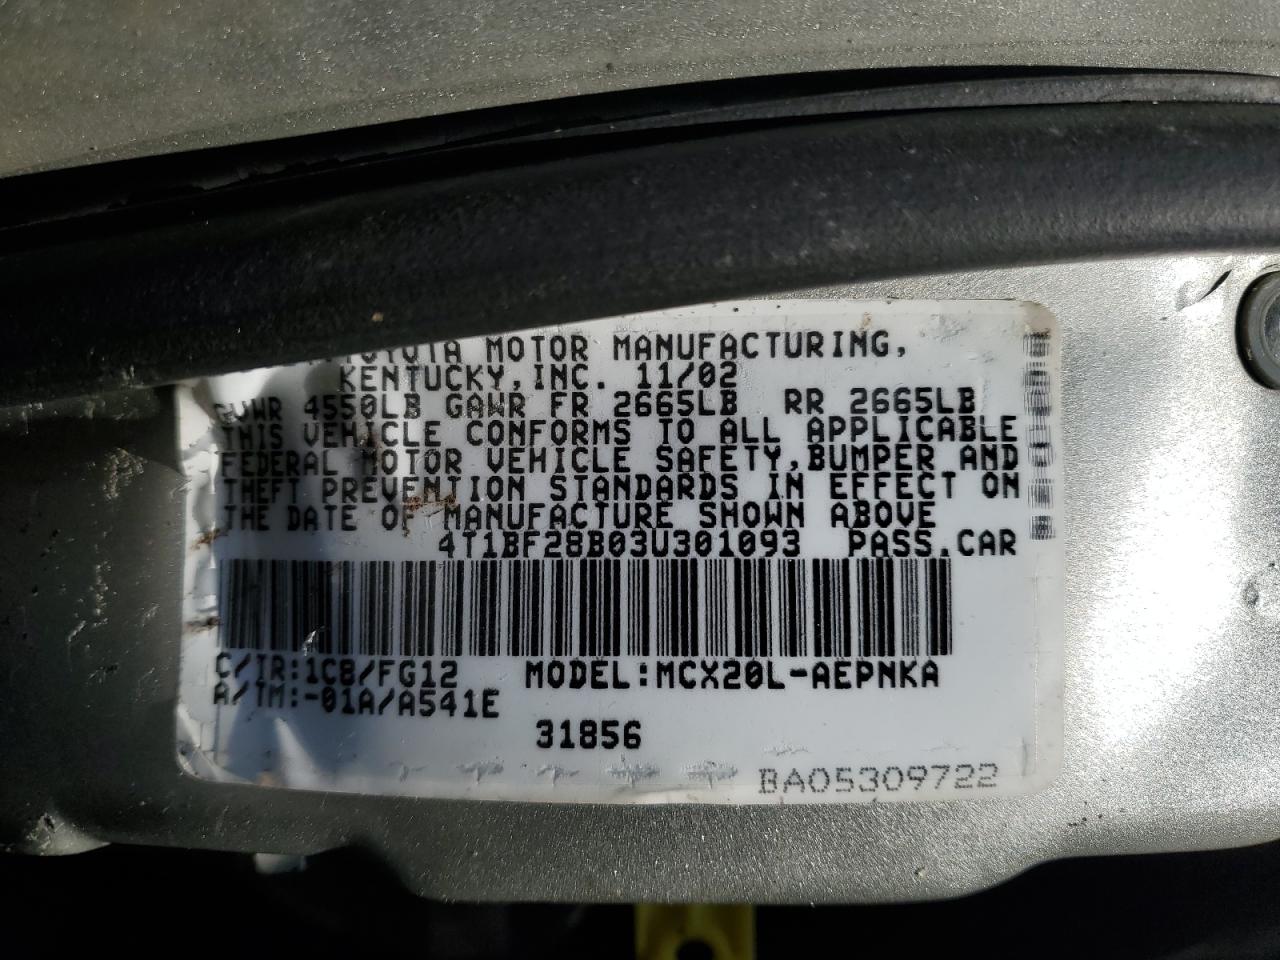 TOYOTA MOTOR MANUFACTURING,
KENTUCKY, INC. 11/02
GVWR 4550LB GAWR FR 2665LB RR 2665LB
THIS VEHICLE CONFORMS TO ALL APPLICABLE
FEDERAL MOTOR VEHICLE SAFETY, BUMPER AND
THEFT PREVENTION STANDARDS IN EFFECT ON
THE DATE OF MANUFACTURE SHOWN ABOVE
4T1BF28B03U301093 PASS.CAR
C/TR:1C8/FG12 MODEL:MCX20L-AEPNKA
A/TM:-01A/A541E
31856
BA05309722